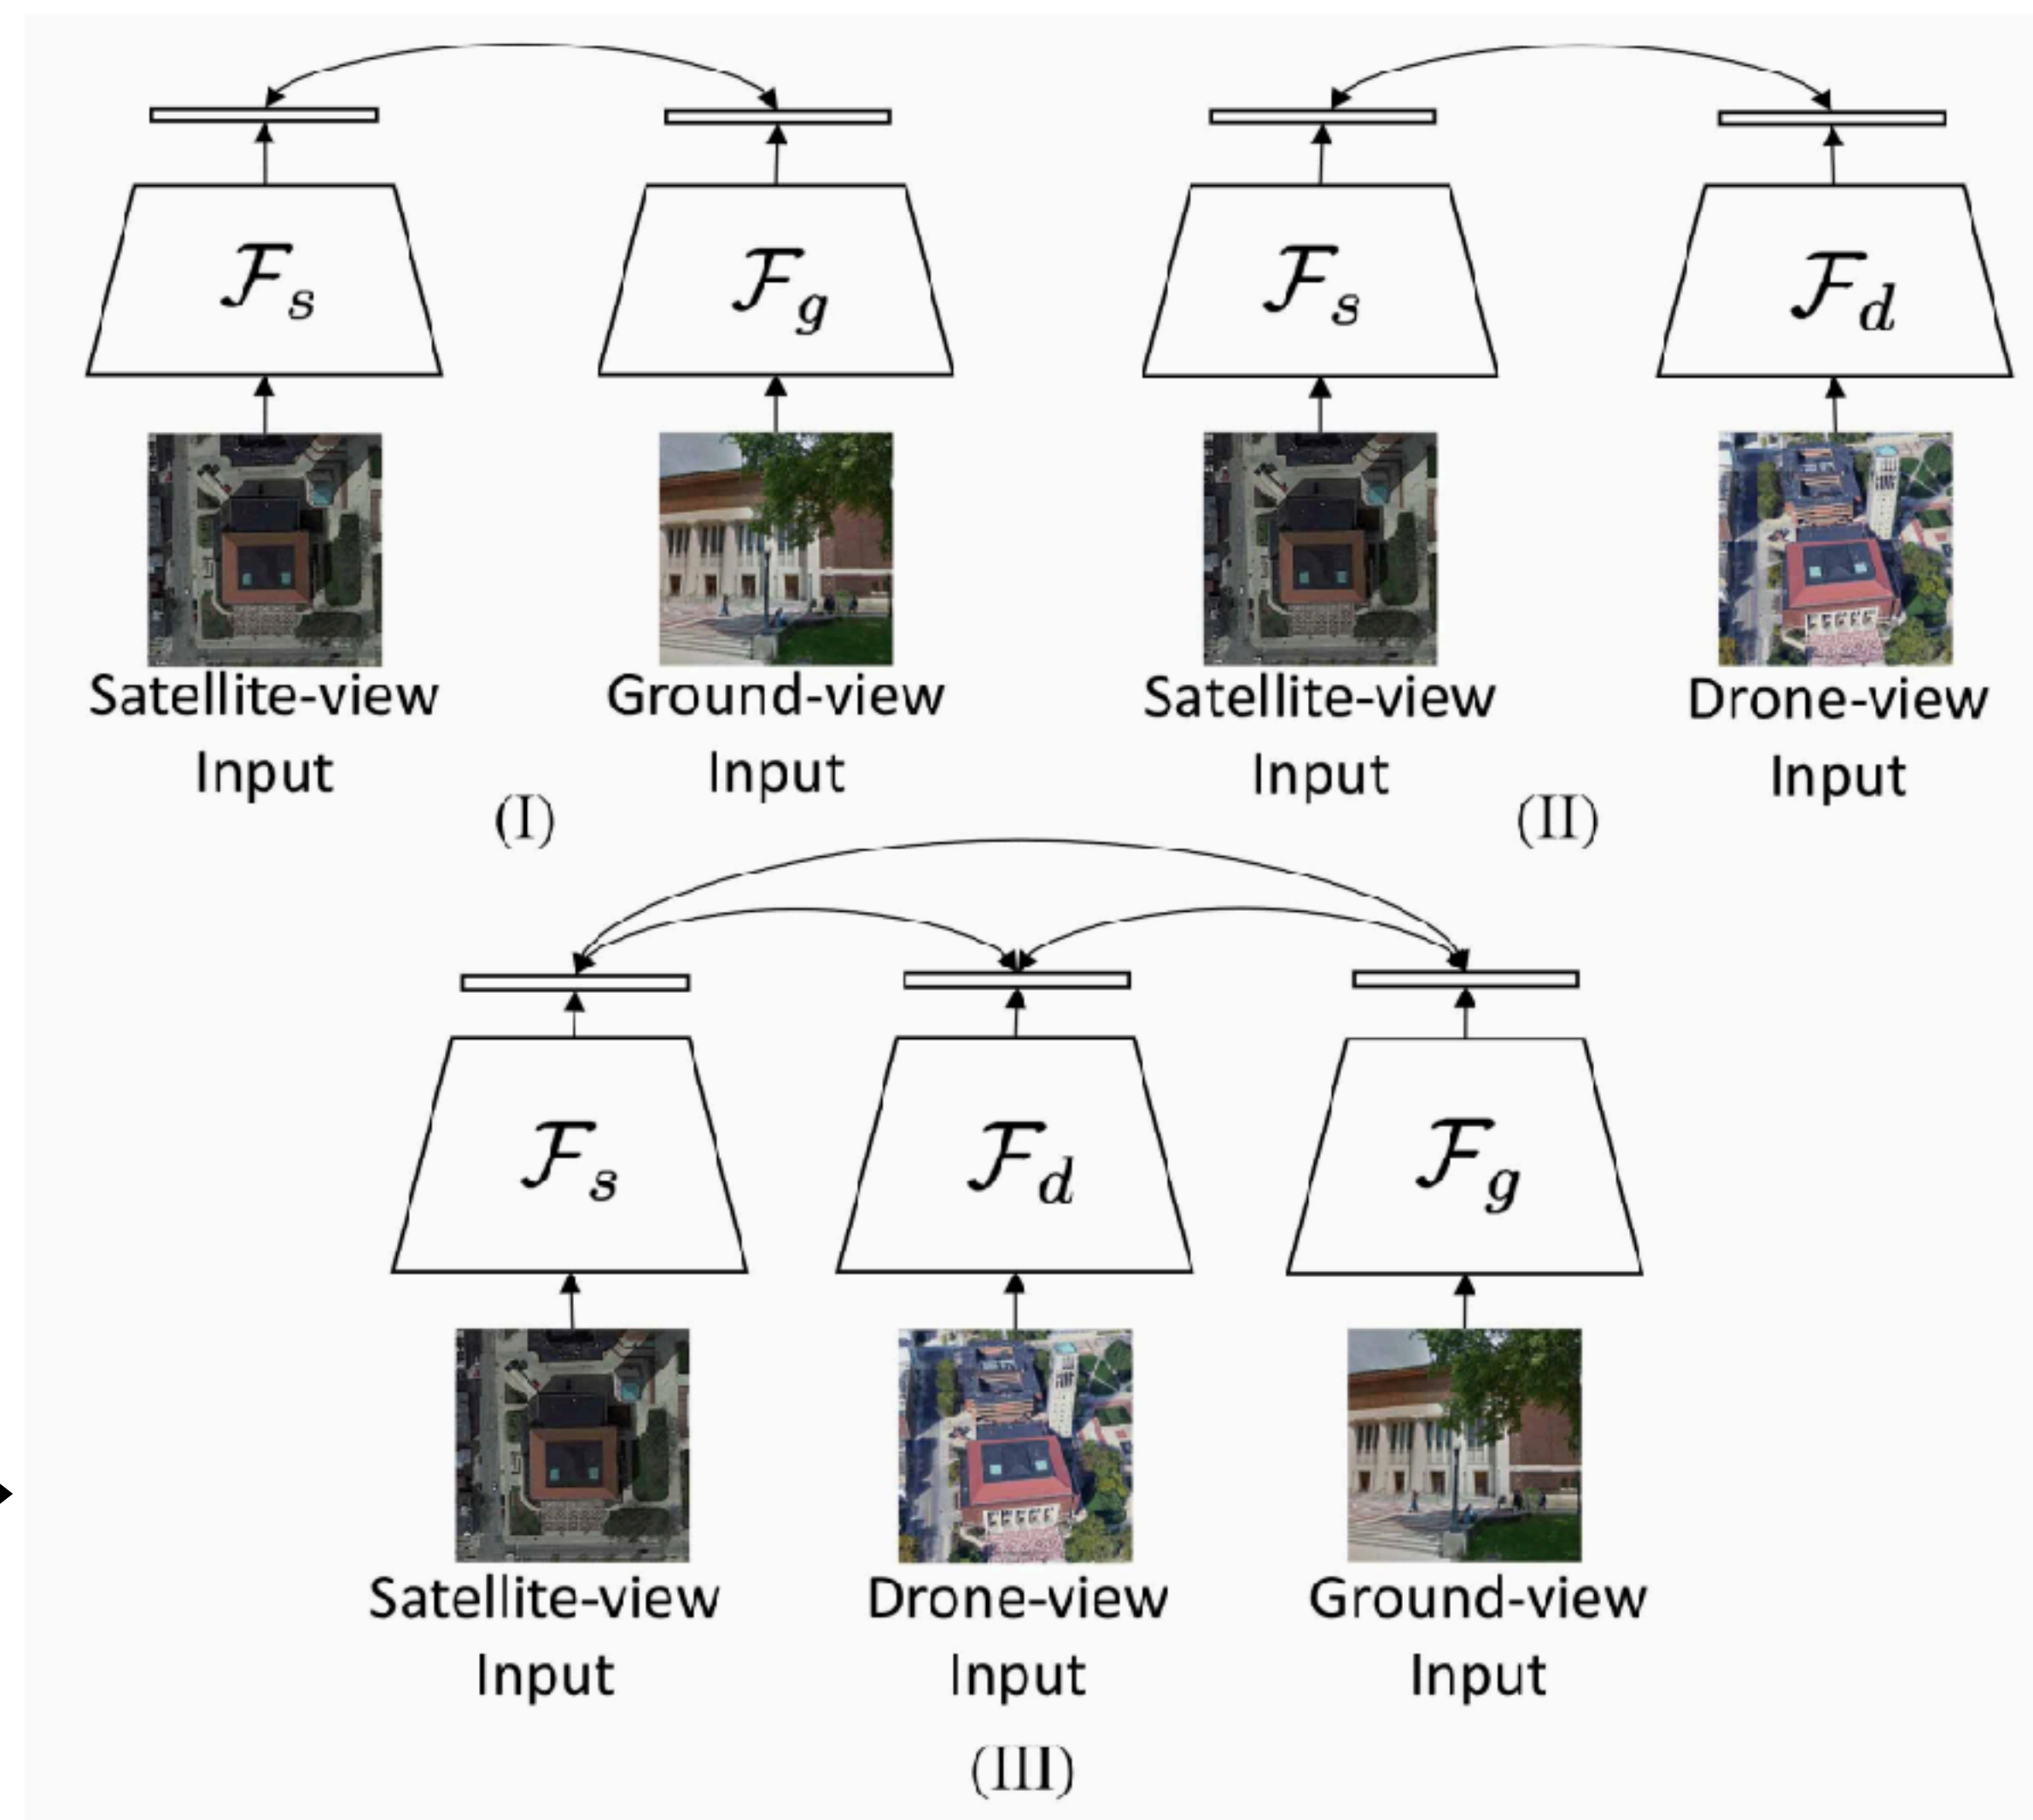 ℱs
ℱg
ℱs
ℱd
Satellite-view
Input
Ground-view
Input
Satellite-view
Input
Drone-view
Input
(I)
(II)
ℱs
ℱd
ℱg
Satellite-view
Input
Drone-view
Input
Ground-view
Input
(III)